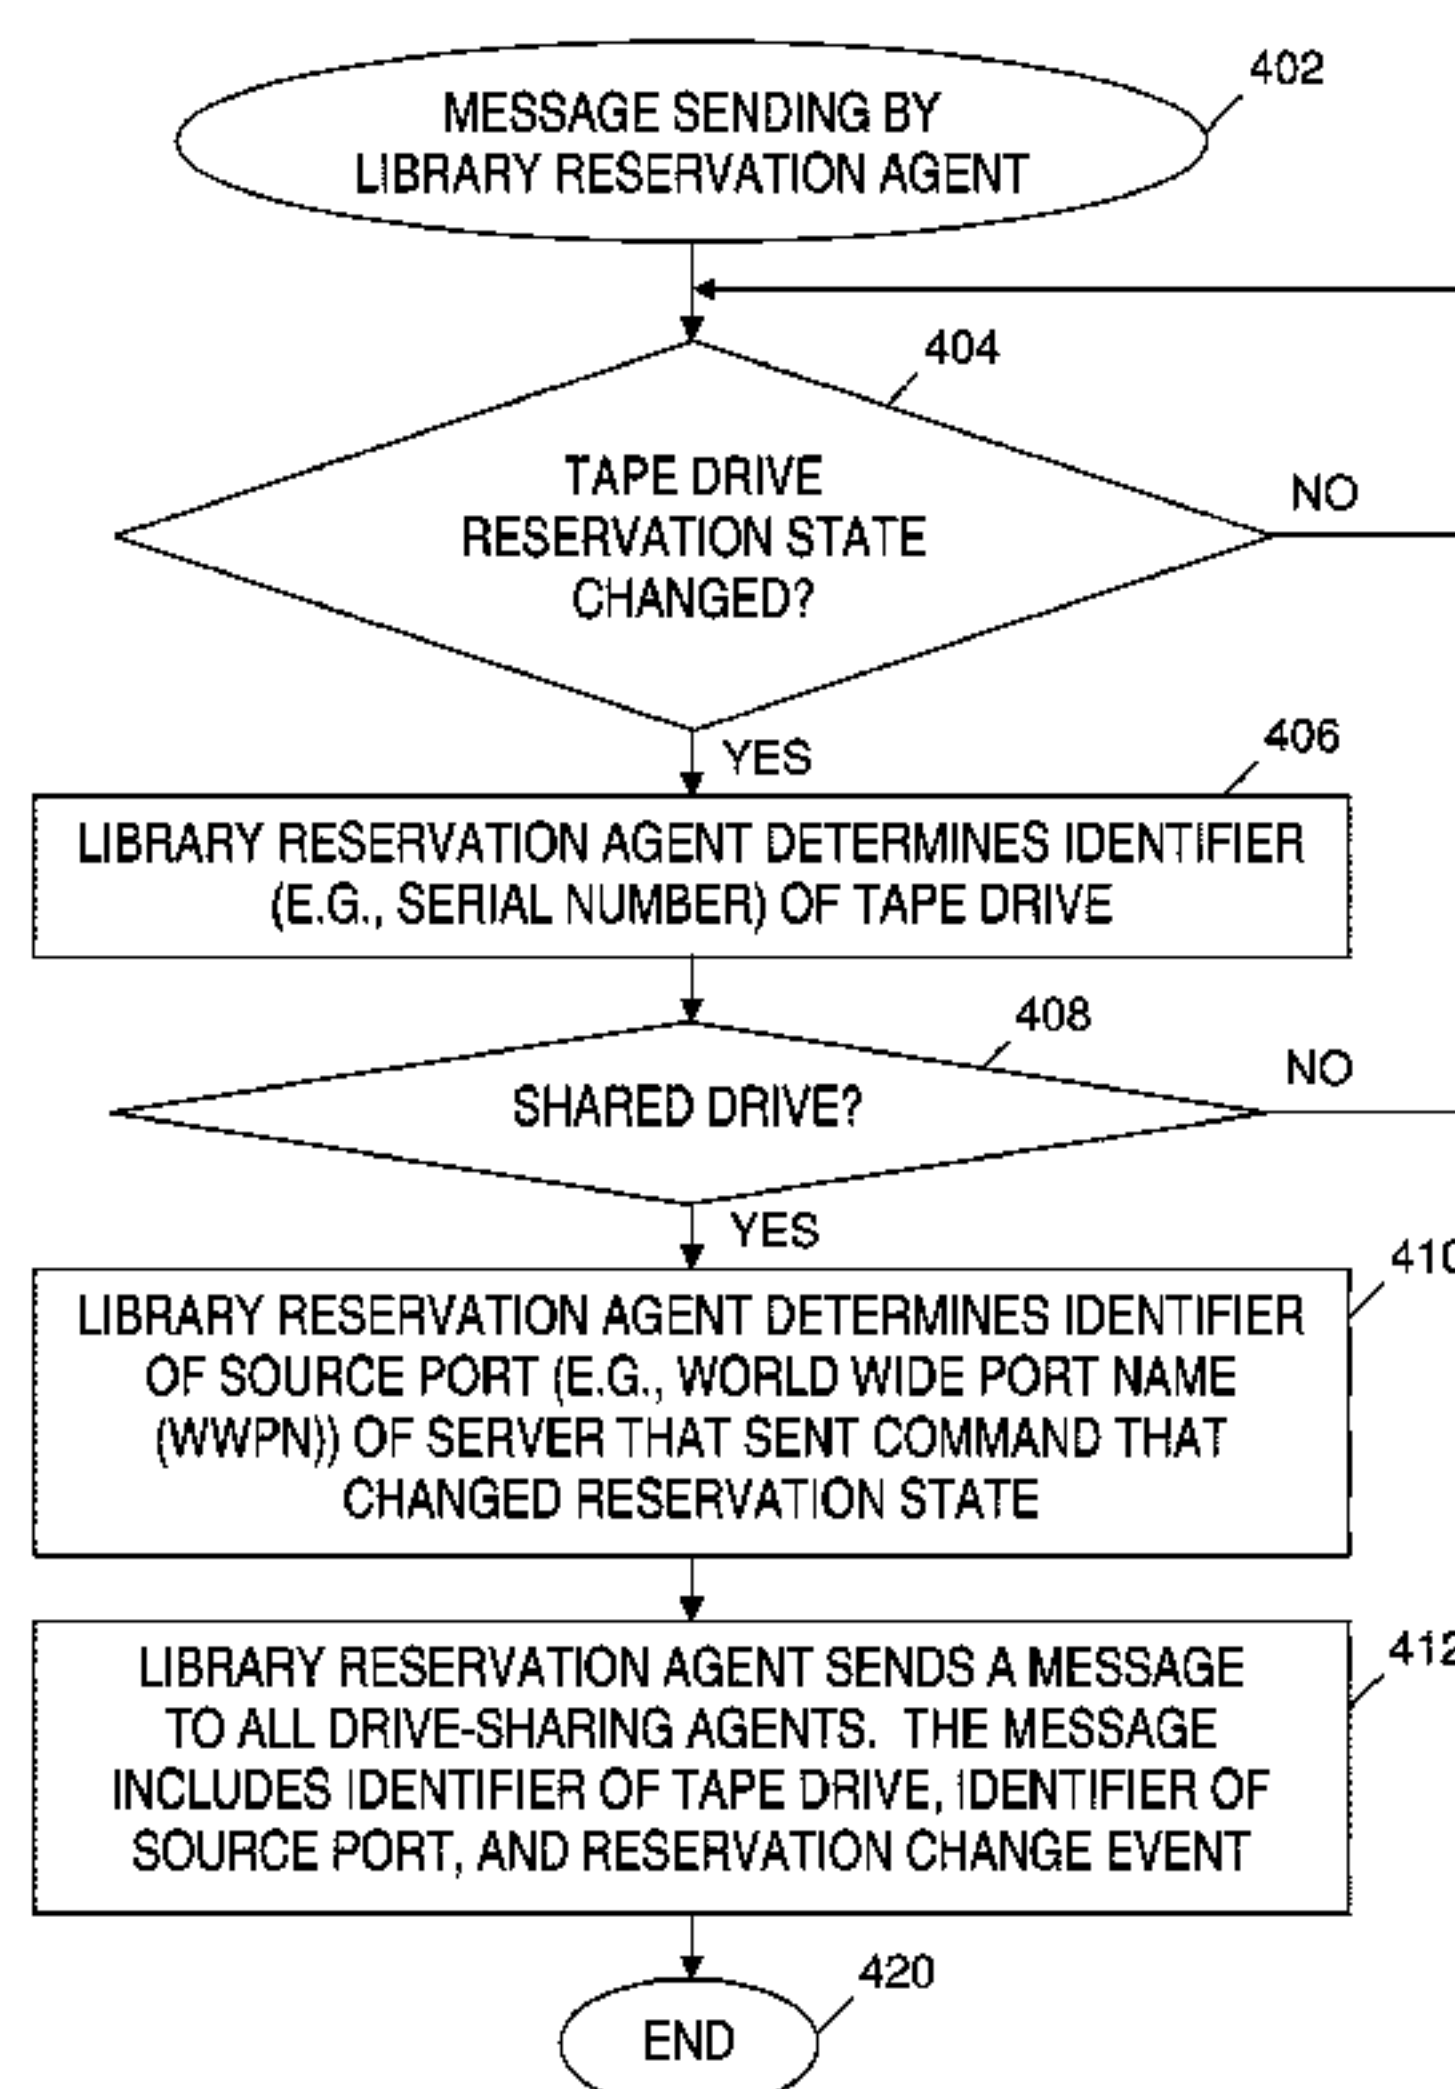 402
MESSAGE SENDING BY
LIBRARY RESERVATION AGENT
404
TAPE DRIVE
RESERVATION STATE
CHANGED?
NO
YES
406
LIBRARY RESERVATION AGENT DETERMINES IDENTIFIER
(E.G., SERIAL NUMBER) OF TAPE DRIVE
408
SHARED DRIVE?
NO
YES
410
LIBRARY RESERVATION AGENT DETERMINES IDENTIFIER
OF SOURCE PORT (E.G., WORLD WIDE PORT NAME
(WWPN)) OF SERVER THAT SENT COMMAND THAT
CHANGED RESERVATION STATE
412
LIBRARY RESERVATION AGENT SENDS A MESSAGE
TO ALL DRIVE-SHARING AGENTS. THE MESSAGE
INCLUDES IDENTIFIER OF TAPE DRIVE, IDENTIFIER OF
SOURCE PORT, AND RESERVATION CHANGE EVENT
420
END